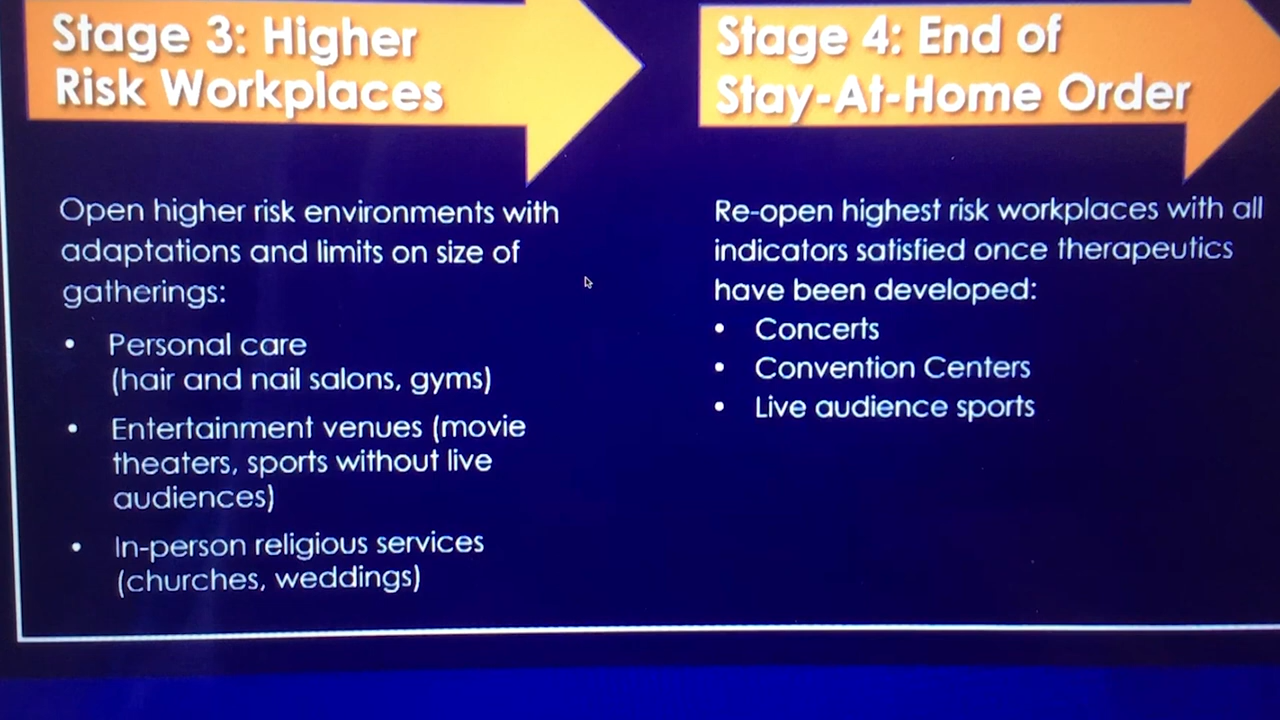 Stage 3: Higher
Risk Workplaces
Open higher risk environments with
adaptations and limits on size of
gatherings:
• Personal care
(hair and nail salons, gyms)
• Entertainment venues (movie
theaters, sports without live
audiences)
• In-person religious services
(churches, weddings)
Stage 4: End of
Stay-At-Home Order
Re-open highest risk workplaces with all
indicators satisfied once therapeutics
have been developed:
• Concerts
• Convention Centers
• Live audience sports